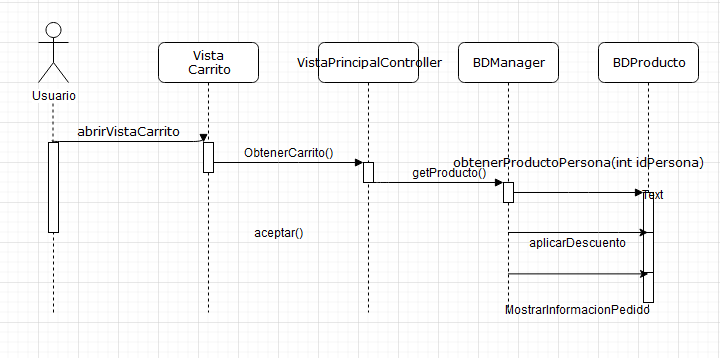 Vista
Carrito
VistaPrincipalController
BDManager
BDProducto
Usuario
abrirVistaCarrito
ObtenerCarrito()
obtenerProductoPersona(int idPersona)
getProducto()
Text
aceptar()
aplicarDescuento
MostrarInformacionPedido